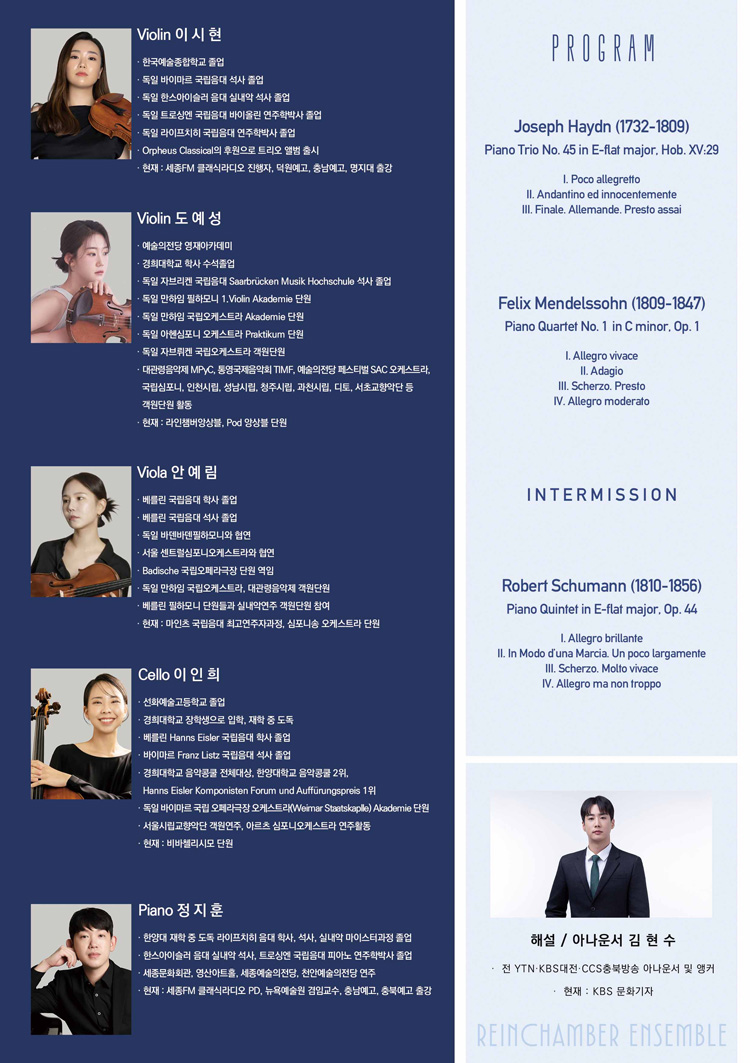 Violin 이 시 현
· 한국예술종합학교 졸업
· 독일 바이마르 국립음대 석사 졸업
· 독일 한스아이슬러 음대 실내악 석사 졸업
· 독일 트로싱엔 국립음대 바이올린 연주학박사 졸업
· 독일 라이프치히 국립음대 연주학박사 졸업
· Orpheus Classical의 후원으로 트리오 앨범 출시
· 현재 : 세종FM 클래식라디오 진행자, 덕원예고, 충남예고, 명지대 출강
Violin 도 예 성
· 예술의전당 영재아카데미
· 경희대학교 학사 수석졸업
· 독일 자브리켄 국립음대 Saarbrücken Musik Hochschule 석사 졸업
· 독일 만하임 필하모니 1.Violin Akademie 단원
· 독일 만하임 국립오케스트라 Akademie 단원
· 독일 아헨심포니 오케스트라 Praktikum 단원
· 독일 자브뤼켄 국립오케스트라 객원단원
· 대관령음악제 MPyC, 통영국제음악회 TIMF, 예술의전당 페스티벌 SAC 오케스트라,
국립심포니, 인천시립, 성남시립, 청주시립, 과천시립, 디토, 서초교향악단 등
객원단원 활동
· 현재 : 라인챔버앙상블, Pod 앙상블 단원
Viola 안 예 림
· 베를린 국립음대 학사 졸업
· 베를린 국립음대 석사 졸업
· 독일 바덴바덴필하모니와 협연
· 서울 센트럴심포니오케스트라와 협연
· Badische 국립오페라극장 단원 역임
· 독일 만하임 국립오케스트라, 대관령음악제 객원단원
· 베를린 필하모니 단원들과 실내악연주 객원단원 참여
· 현재 : 마인츠 국립음대 최고연주자과정, 심포니송 오케스트라 단원
Cello 이 인 희
· 선화예술고등학교 졸업
· 경희대학교 장학생으로 입학, 재학 중 도독
· 베를린 Hanns Eisler 국립음대 학사 졸업
· 바이마르 Franz Listz 국립음대 석사 졸업
· 경희대학교 음악콩쿨 전체대상, 한양대학교 음악콩쿨 2위,
Hanns Eisler Komponisten Forum und Aufführungspreis 1위
· 독일 바이마르 국립 오페라극장 오케스트라(Weimar Staatskaplle) Akademie 단원
· 서울시립교향악단 객원연주, 아르츠 심포니오케스트라 연주활동
· 현재 : 비바첼리시모 단원
Piano 정 지 훈
· 한양대 재학 중 도독 라이프치히 음대 학사, 석사, 실내악 마이스터과정 졸업
· 한스아이슬러 음대 실내악 석사, 트로싱엔 국립음대 피아노 연주학박사 졸업
· 세종문화회관, 영산아트홀, 세종예술의전당, 천안예술의전당 연주
· 현재 : 세종FM 클래식라디오 PD, 뉴욕예술원 겸임교수, 충남예고, 충북예고 출강
PROGRAM
Joseph Haydn (1732-1809)
Piano Trio No. 45 in E-flat major, Hob. XV:29
I. Poco allegretto
II. Andantino ed innocentemente
III. Finale. Allemande. Presto assai
Felix Mendelssohn (1809-1847)
Piano Quartet No. 1 in C minor, Op. 1
I. Allegro vivace
II. Adagio
III. Scherzo. Presto
IV. Allegro moderato
INTERMISSION
Robert Schumann (1810-1856)
Piano Quintet in E-flat major, Op. 44
I. Allegro brillante
II. In Modo d'una Marcia. Un poco largamente
III. Scherzo. Molto vivace
IV. Allegro ma non troppo
해설 / 아나운서 김 현 수
· 전 YTN·KBS대전·CCS충북방송 아나운서 및 앵커
· 현재 : KBS 문화기자
REINCHAMBER ENSEMBLE